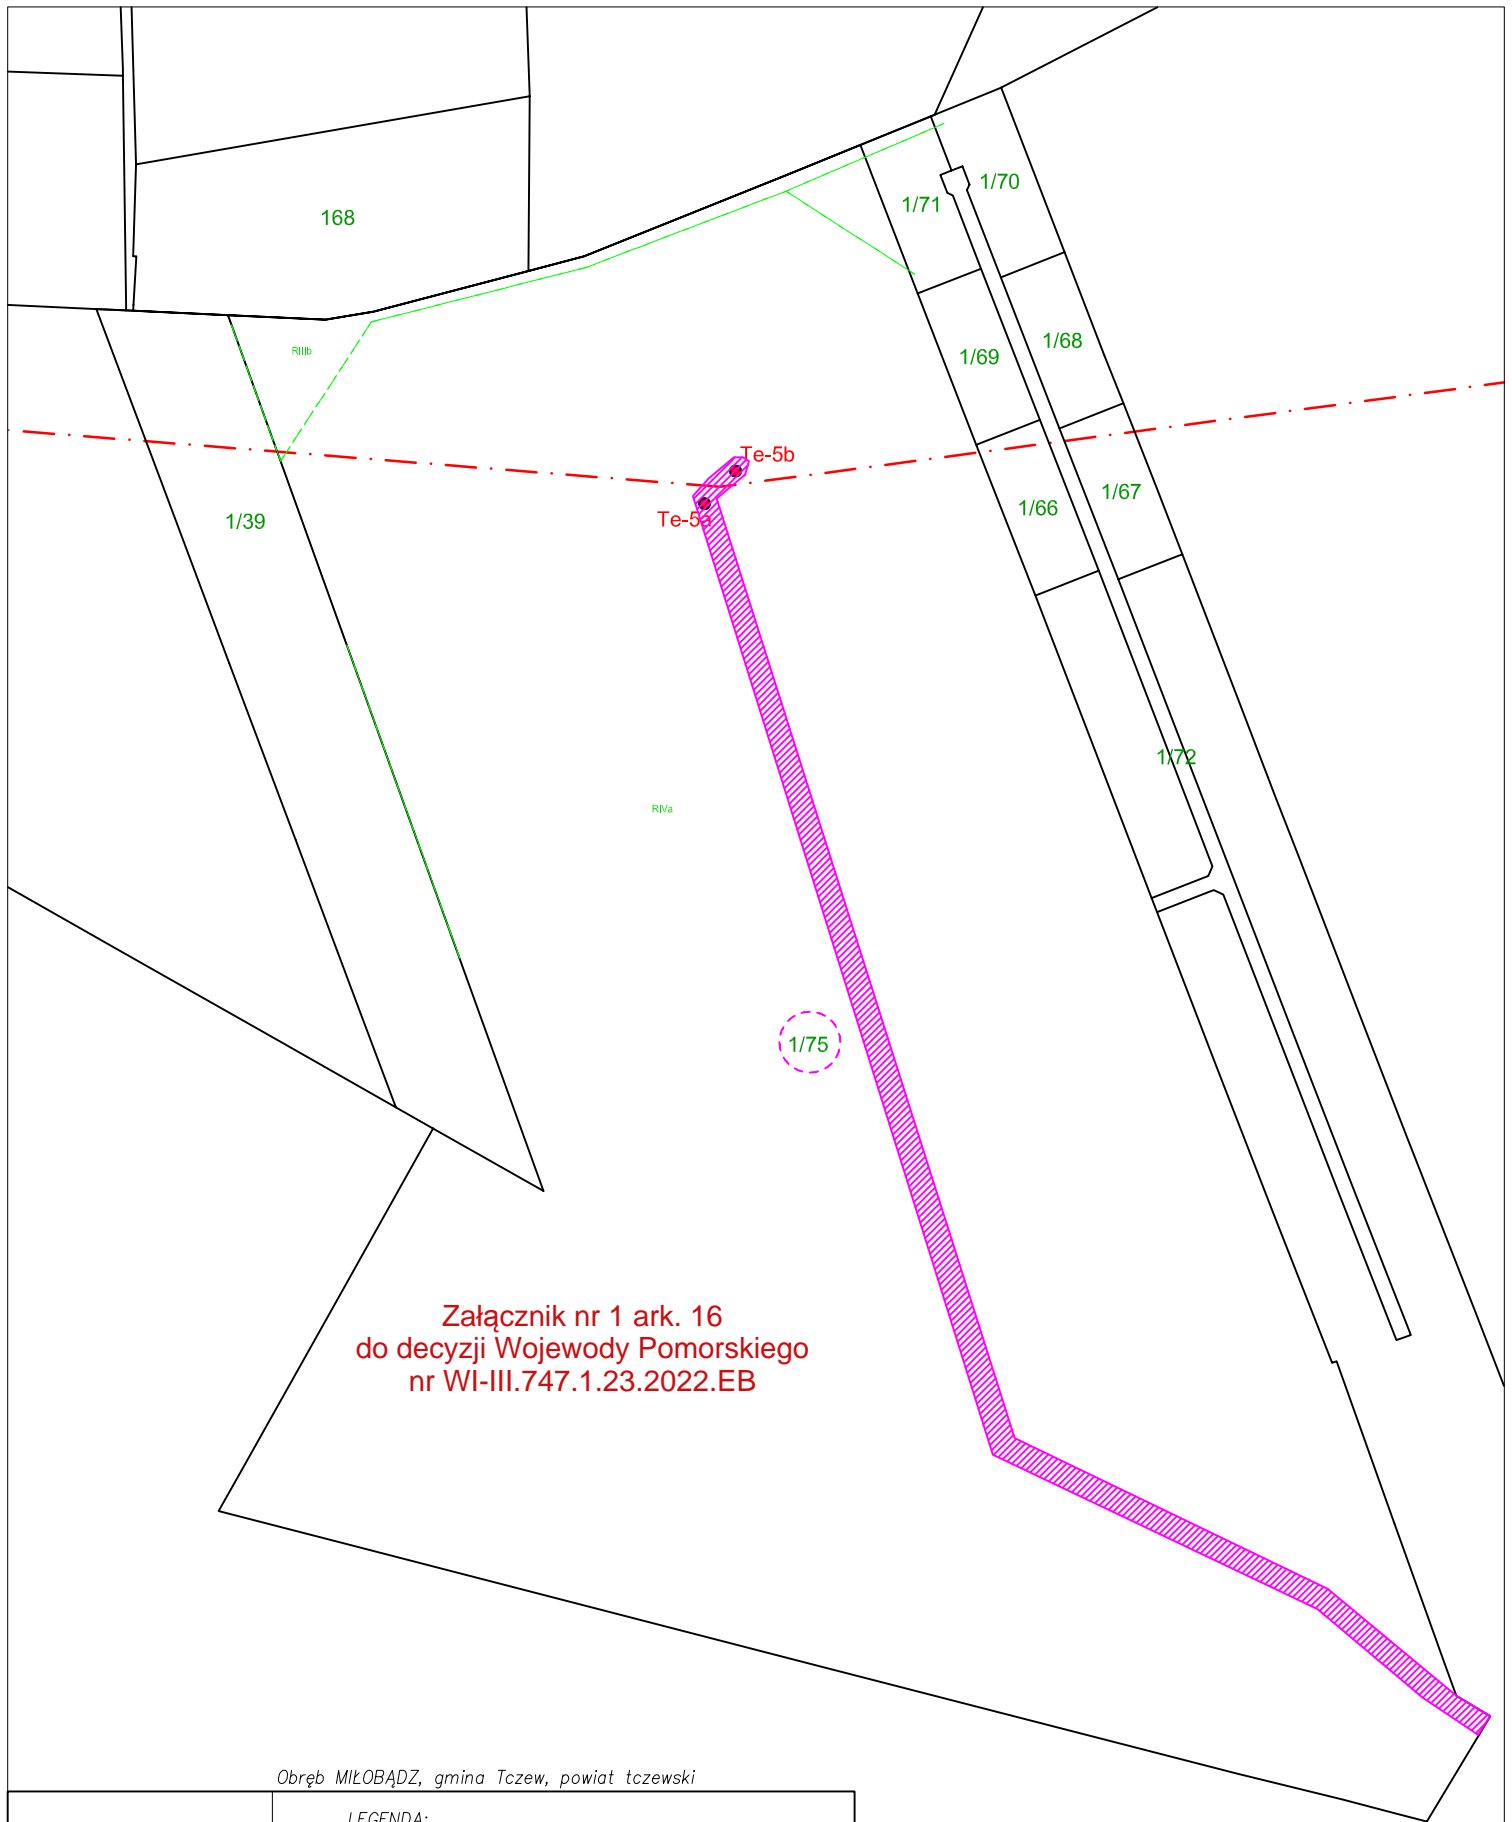 168
1/71
1/70
RIIIb
1/69
1/68
Te-5b
1/39
Te-5a
1/66
1/67
1/72
RIVa
1/75
Załącznik nr 1 ark. 16
do decyzji Wojewody Pomorskiego
nr WI-III.747.1.23.2022.EB
Obręb MIŁOBĄDZ, gmina Tczew, powiat tczewski
LEGENDA: